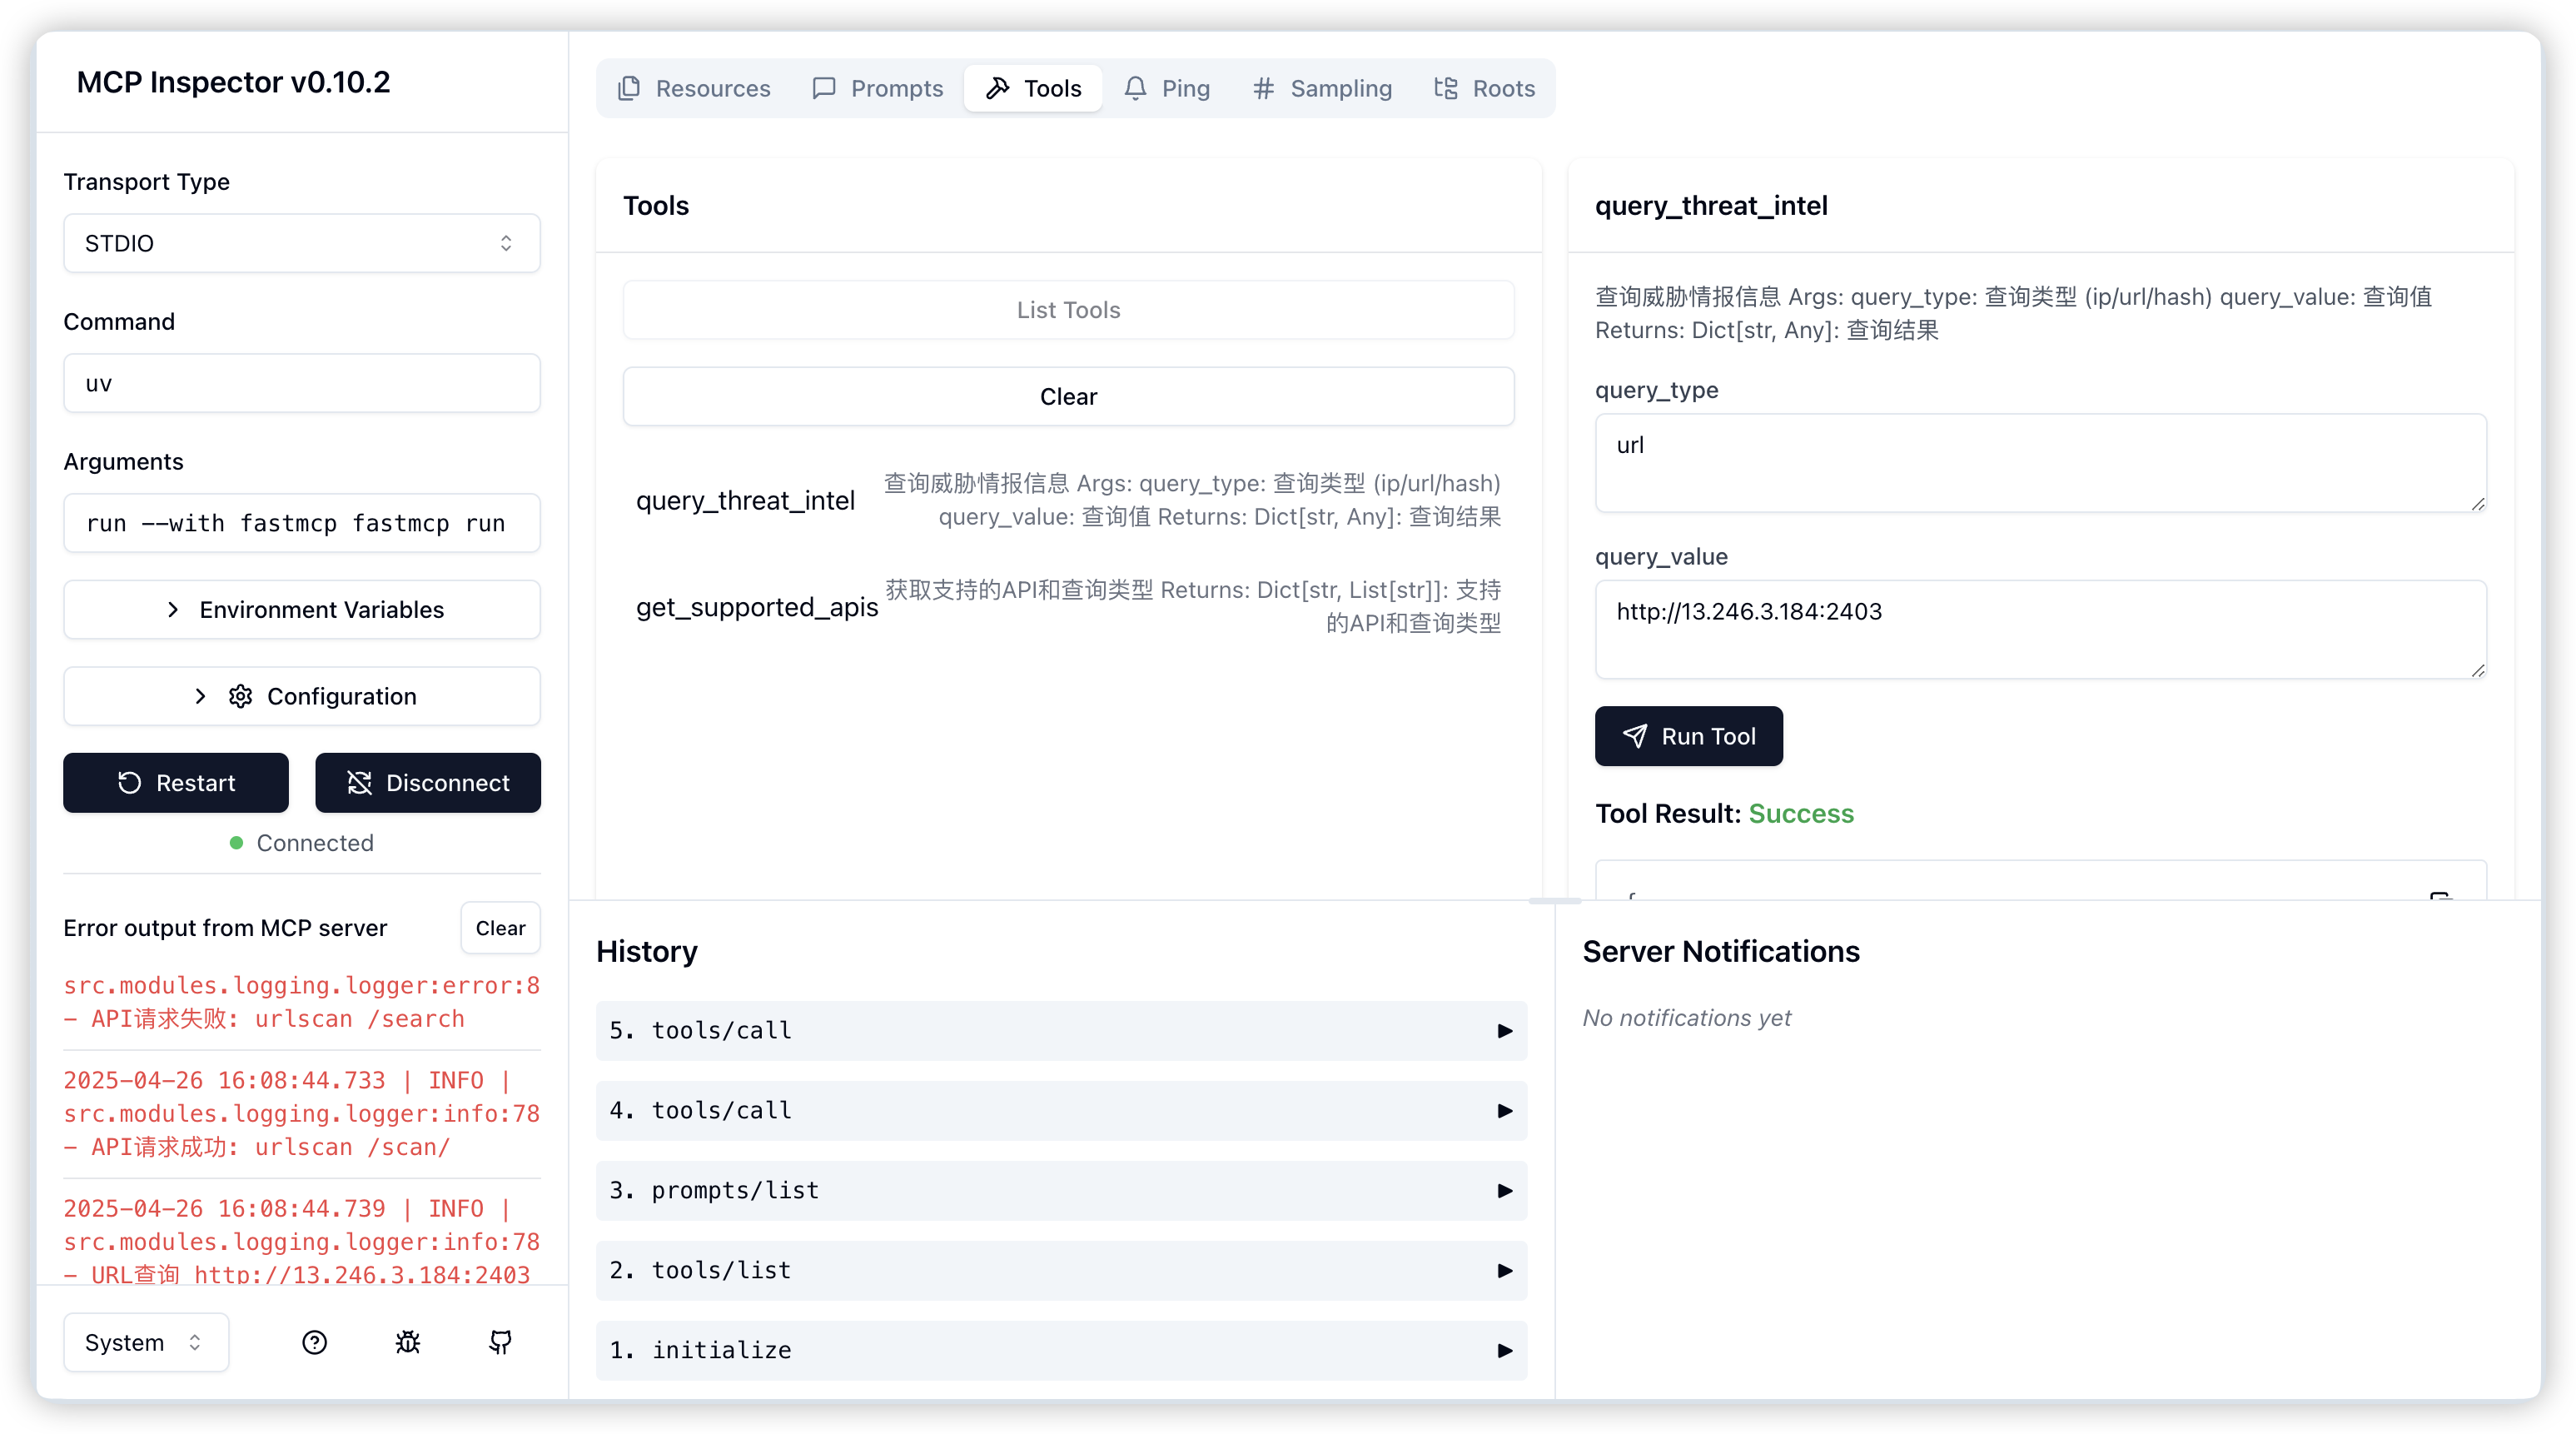 MCP Inspector v0.10.2
Transport Type
STDIO
Command
uv
Arguments
run --with fastmcp fastmcp run
Environment Variables
Configuration
Restart
Disconnect
Connected
Error output from MCP server
Clear
src.modules.logging.logger:error:8
- API请求失败: urlscan /search
2025-04-26 16:08:44.733 | INFO |
src.modules.logging.logger:info:78
- API请求成功: urlscan /scan/
2025-04-26 16:08:44.739 | INFO |
src.modules.logging.logger:info:78
- URL查询 http://13.246.3.184:2403
System
Resources
Prompts
Tools
Ping
Sampling
Roots
Tools
List Tools
Clear
query_threat_intel
查询威胁情报信息 Args: query_type: 查询类型 (ip/url/hash)
query_value: 查询值 Returns: Dict[str, Any]: 查询结果
get_supported_apis
获取支持的API和查询类型 Returns: Dict[str, List[str]]: 支持
的API和查询类型
query_threat_intel
查询威胁情报信息 Args: query_type: 查询类型 (ip/url/hash) query_value: 查询值
Returns: Dict[str, Any]: 查询结果
query_type
url
query_value
http://13.246.3.184:2403
Run Tool
Tool Result: Success
History
5. tools/call
4. tools/call
3. prompts/list
2. tools/list
1. initialize
Server Notifications
No notifications yet